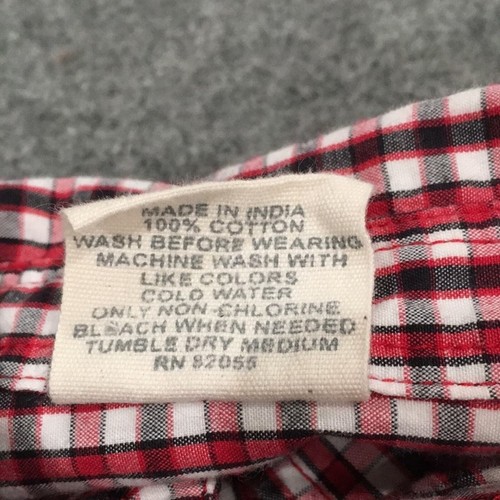 MADE IN INDIA
100% COTTON
WASH BEFORE WEARING
MACHINE WASH WITH
LIKE COLORS
COLD WATER
ONLY NON-CHLORINE
BLEACH WHEN NEEDED
TUMBLE DRY MEDIUM
RN 82055